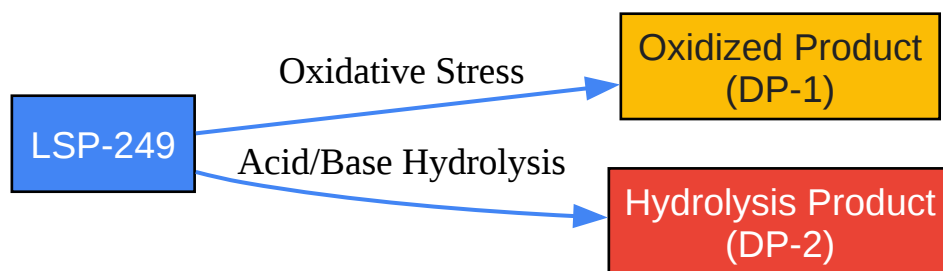 LSP-249
Oxidative Stress
Acid/Base Hydrolysis
Oxidized Product
(DP-1)
Hydrolysis Product
(DP-2)